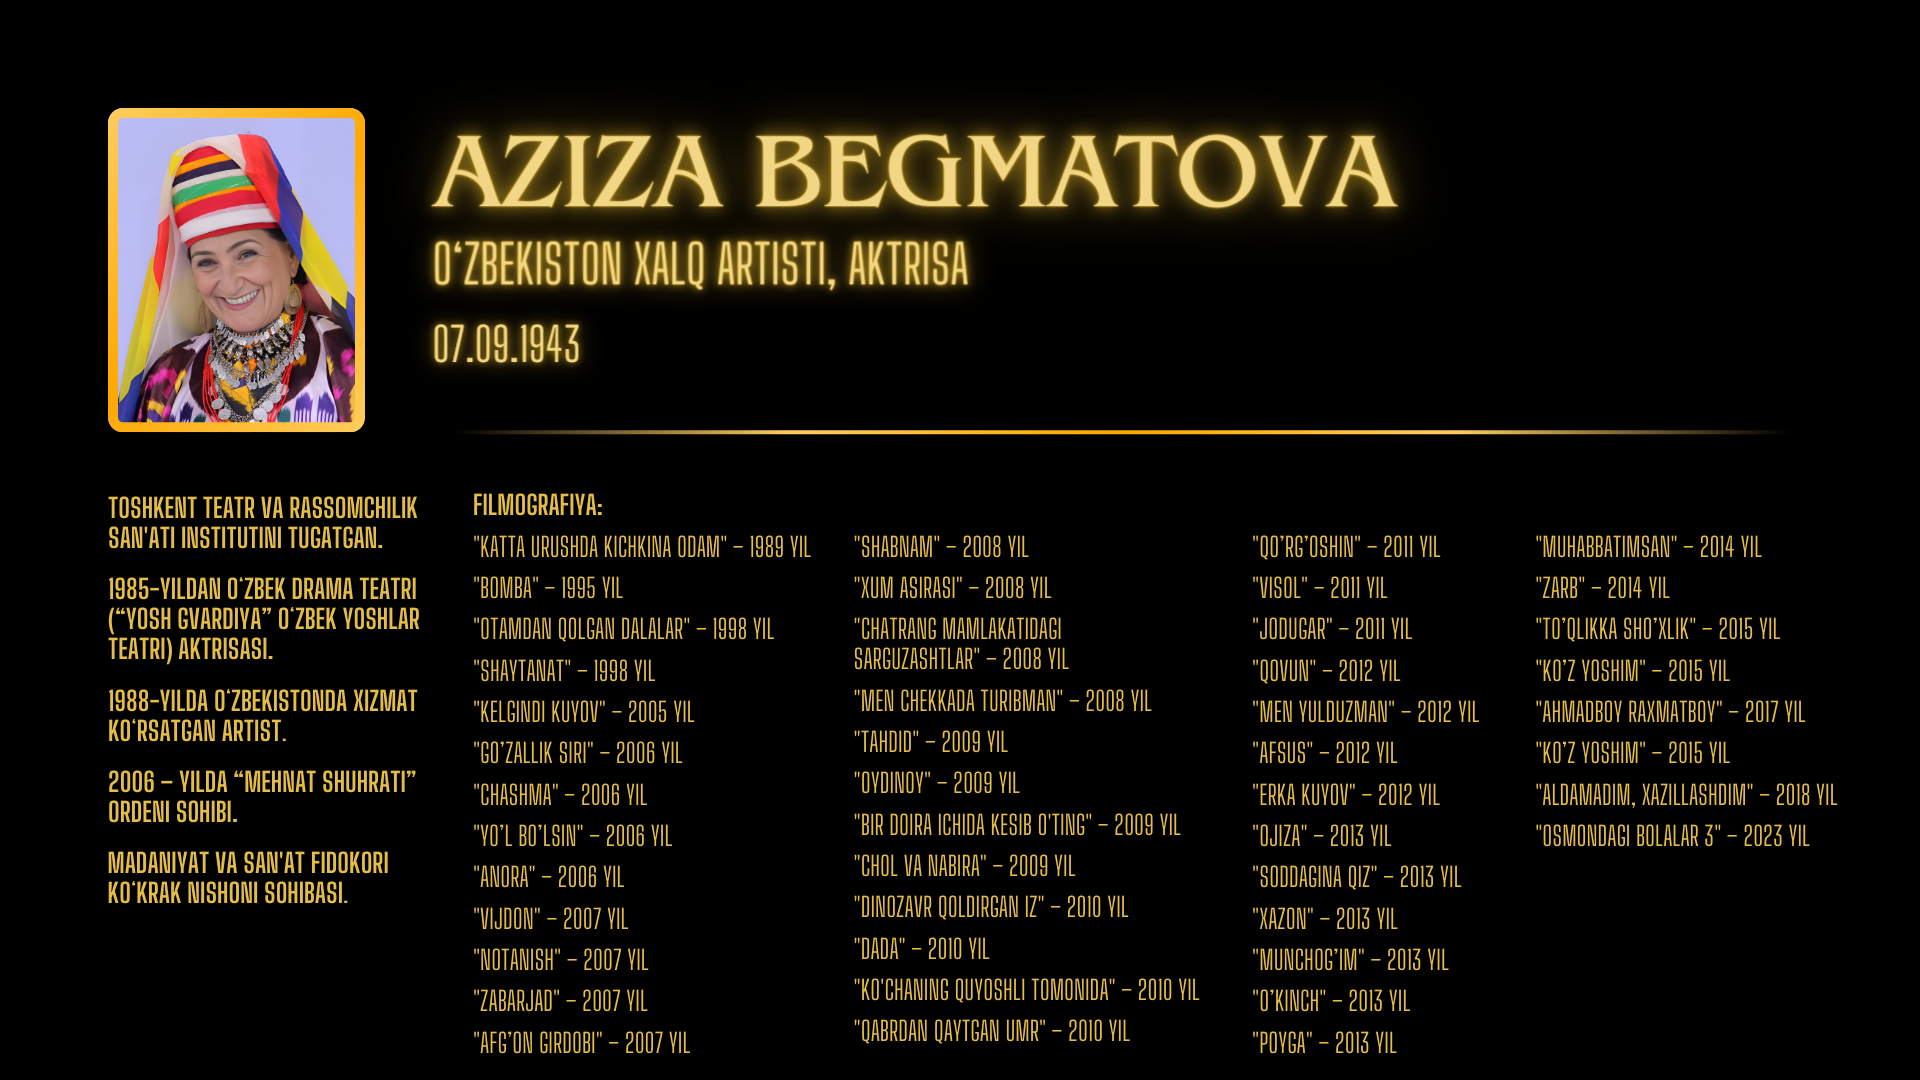 AZIZA BEGMATOVA
O‘ZBEKISTON XALQ ARTISTI, AKTRISA
07.09.1943
TOSHKENT TEATR VA RASSOMCHILIK
SAN'ATI INSTITUTINI TUGATGAN.
1985-YILDAN O‘ZBEK DRAMA TEATRI
(“YOSH GVARDIYA” O‘ZBEK YOSHLAR
TEATRI) AKTRISASI.
1988-YILDA O‘ZBEKISTONDA XIZMAT
KO‘RSATGAN ARTIST.
2006 – YILDA “MEHNAT SHUHRATI”
ORDENI SOHIBI.
MADANIYAT VA SAN'AT FIDOKORI
KO‘KRAK NISHONI SOHIBASI.
FILMOGRAFIYA:
"KATTA URUSHDA KICHKINA ODAM" – 1989 YIL
"BOMBA" – 1995 YIL
"OTAMDAN QOLGAN DALALAR" – 1998 YIL
"SHAYTANAT" – 1998 YIL
"KELGINDI KUYOV" – 2005 YIL
"GO’ZALLIK SIRI" – 2006 YIL
"CHASHMA" – 2006 YIL
"YO’L BO’LSIN" – 2006 YIL
"ANORA" – 2006 YIL
"VIJDON" – 2007 YIL
"NOTANISH" – 2007 YIL
"ZABARJAD" – 2007 YIL
"AFG’ON GIRDOBI" – 2007 YIL
"SHABNAM" – 2008 YIL
"XUM ASIRASI" – 2008 YIL
"CHATRANG MAMLAKATIDAGI
SARGUZASHTLAR" – 2008 YIL
"MEN CHEKKADA TURIBMAN" – 2008 YIL
"TAHDID" – 2009 YIL
"OYDINOY" – 2009 YIL
"BIR DOIRA ICHIDA KESIB O'TING" – 2009 YIL
"CHOL VA NABIRA" – 2009 YIL
"DINOZAVR QOLDIRGAN IZ" – 2010 YIL
"DADA" – 2010 YIL
"KO'CHANING QUYOSHLI TOMONIDA" – 2010 YIL
"QABRDAN QAYTGAN UMR" – 2010 YIL
"QO’RG’OSHIN" – 2011 YIL
"VISOL" – 2011 YIL
"JODUGAR" – 2011 YIL
"QOVUN" – 2012 YIL
"MEN YULDUZMAN" – 2012 YIL
"AFSUS" – 2012 YIL
"ERKA KUYOV" – 2012 YIL
"OJIZA" – 2013 YIL
"SODDAGINA QIZ" – 2013 YIL
"XAZON" – 2013 YIL
"MUNCHOG’IM" – 2013 YIL
"O’KINCH" – 2013 YIL
"POYGA" – 2013 YIL
"MUHABBATIMSAN" – 2014 YIL
"ZARB" – 2014 YIL
"TO’QLIKKA SHO’XLIK" – 2015 YIL
"KO’Z YOSHIM" – 2015 YIL
"AHMADBOY RAXMATBOY" – 2017 YIL
"KO’Z YOSHIM" – 2015 YIL
"ALDAMADIM, XAZILLASHDIM" – 2018 YIL
"OSMONDAGI BOLALAR 3" – 2023 YIL